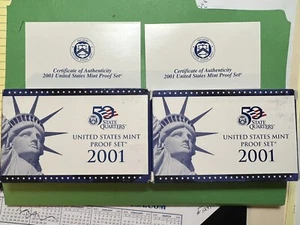 Certificate of Authenticity
2001 United States Mint Proof Set®
Certificate of Authenticity
2001 United States Mint Proof Set®
50
STATE
QUARTERS
UNITED STATES MINT
PROOF SET
2001
50
STATE
QUARTERS
UNITED STATES MINT
PROOF SET
2001
.COM